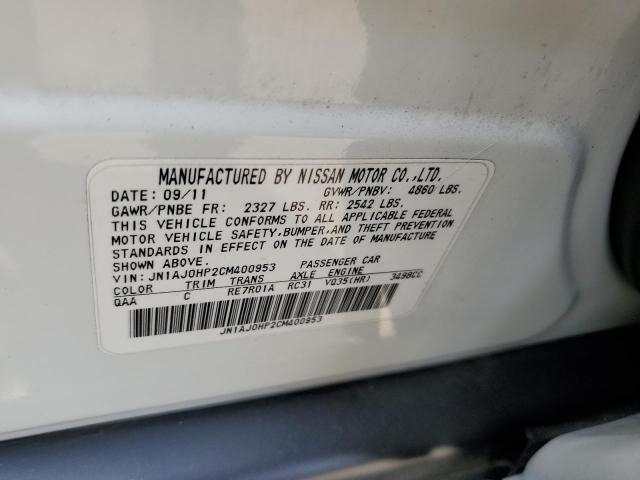 MANUFACTURED BY NISSAN MOTOR CO.,LTD.
DATE: 09/11 GVWR/PNBV: 4860 LBS.
GAWR/PNBE FR: 2327 LBS. RR: 2542 LBS.
THIS VEHICLE CONFORMS TO ALL APPLICABLE FEDERAL
MOTOR VEHICLE SAFETY,BUMPER,AND THEFT PREVENTION
STANDARDS IN EFFECT ON THE DATE OF MANUFACTURE
SHOWN ABOVE.
VIN: JN1AJ0HP2CM400953 PASSENGER CAR
COLOR TRIM TRANS AXLE ENGINE
QAA C RE7R01A RC31 VQ35(HR) 3498CC
JN1AJ0HP2CM400953